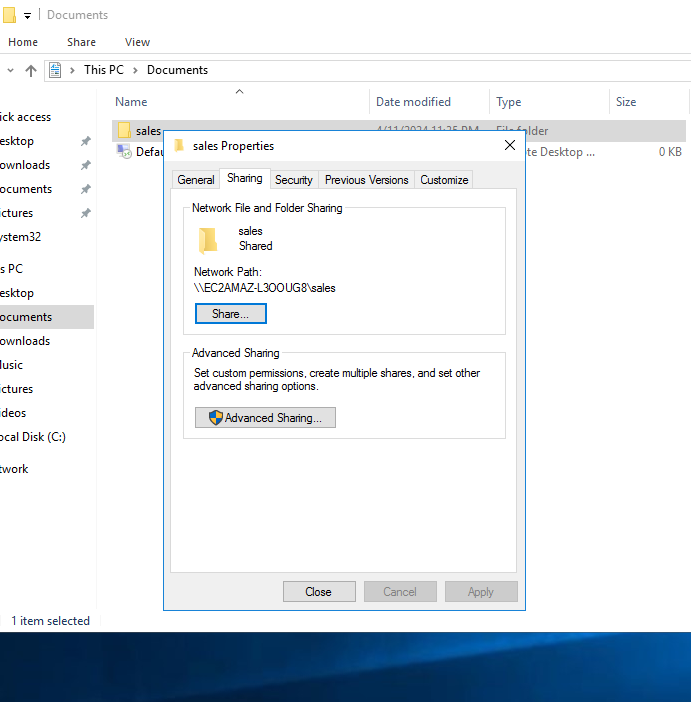 Documents
Home Share View
This PC > Documents
Name Date modified Type Size
ick access
esktop
ownloads
ocuments
ictures
ystem32
s PC
esktop
ocuments
ownloads
lusic
ictures
ideos
ocal Disk (C:)
twork
sales 4/11/2024 11:35 PM File folder
Defau te Desktop ... 0 KB
sales Properties
General Sharing Security Previous Versions Customize
Network File and Folder Sharing
sales
Shared
Network Path:
\\EC2AMAZ-L3OOUG8\sales
Share...
Advanced Sharing
Set custom permissions, create multiple shares, and set other
advanced sharing options.
Advanced Sharing...
Close Cancel Apply
1 item selected